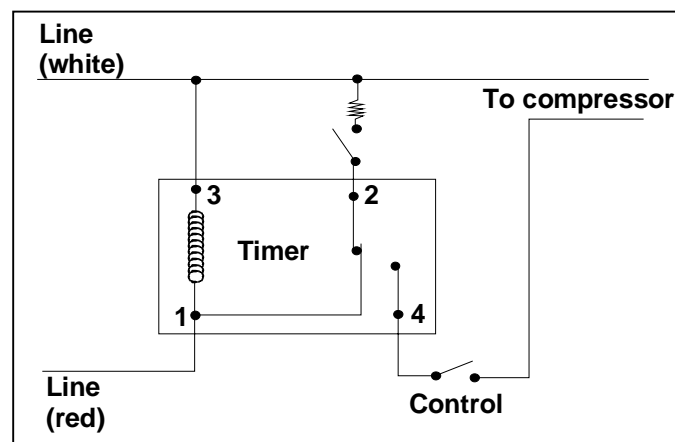 Line
(white)
To compressor
3
2
Timer
1
4
Line
(red)
Control